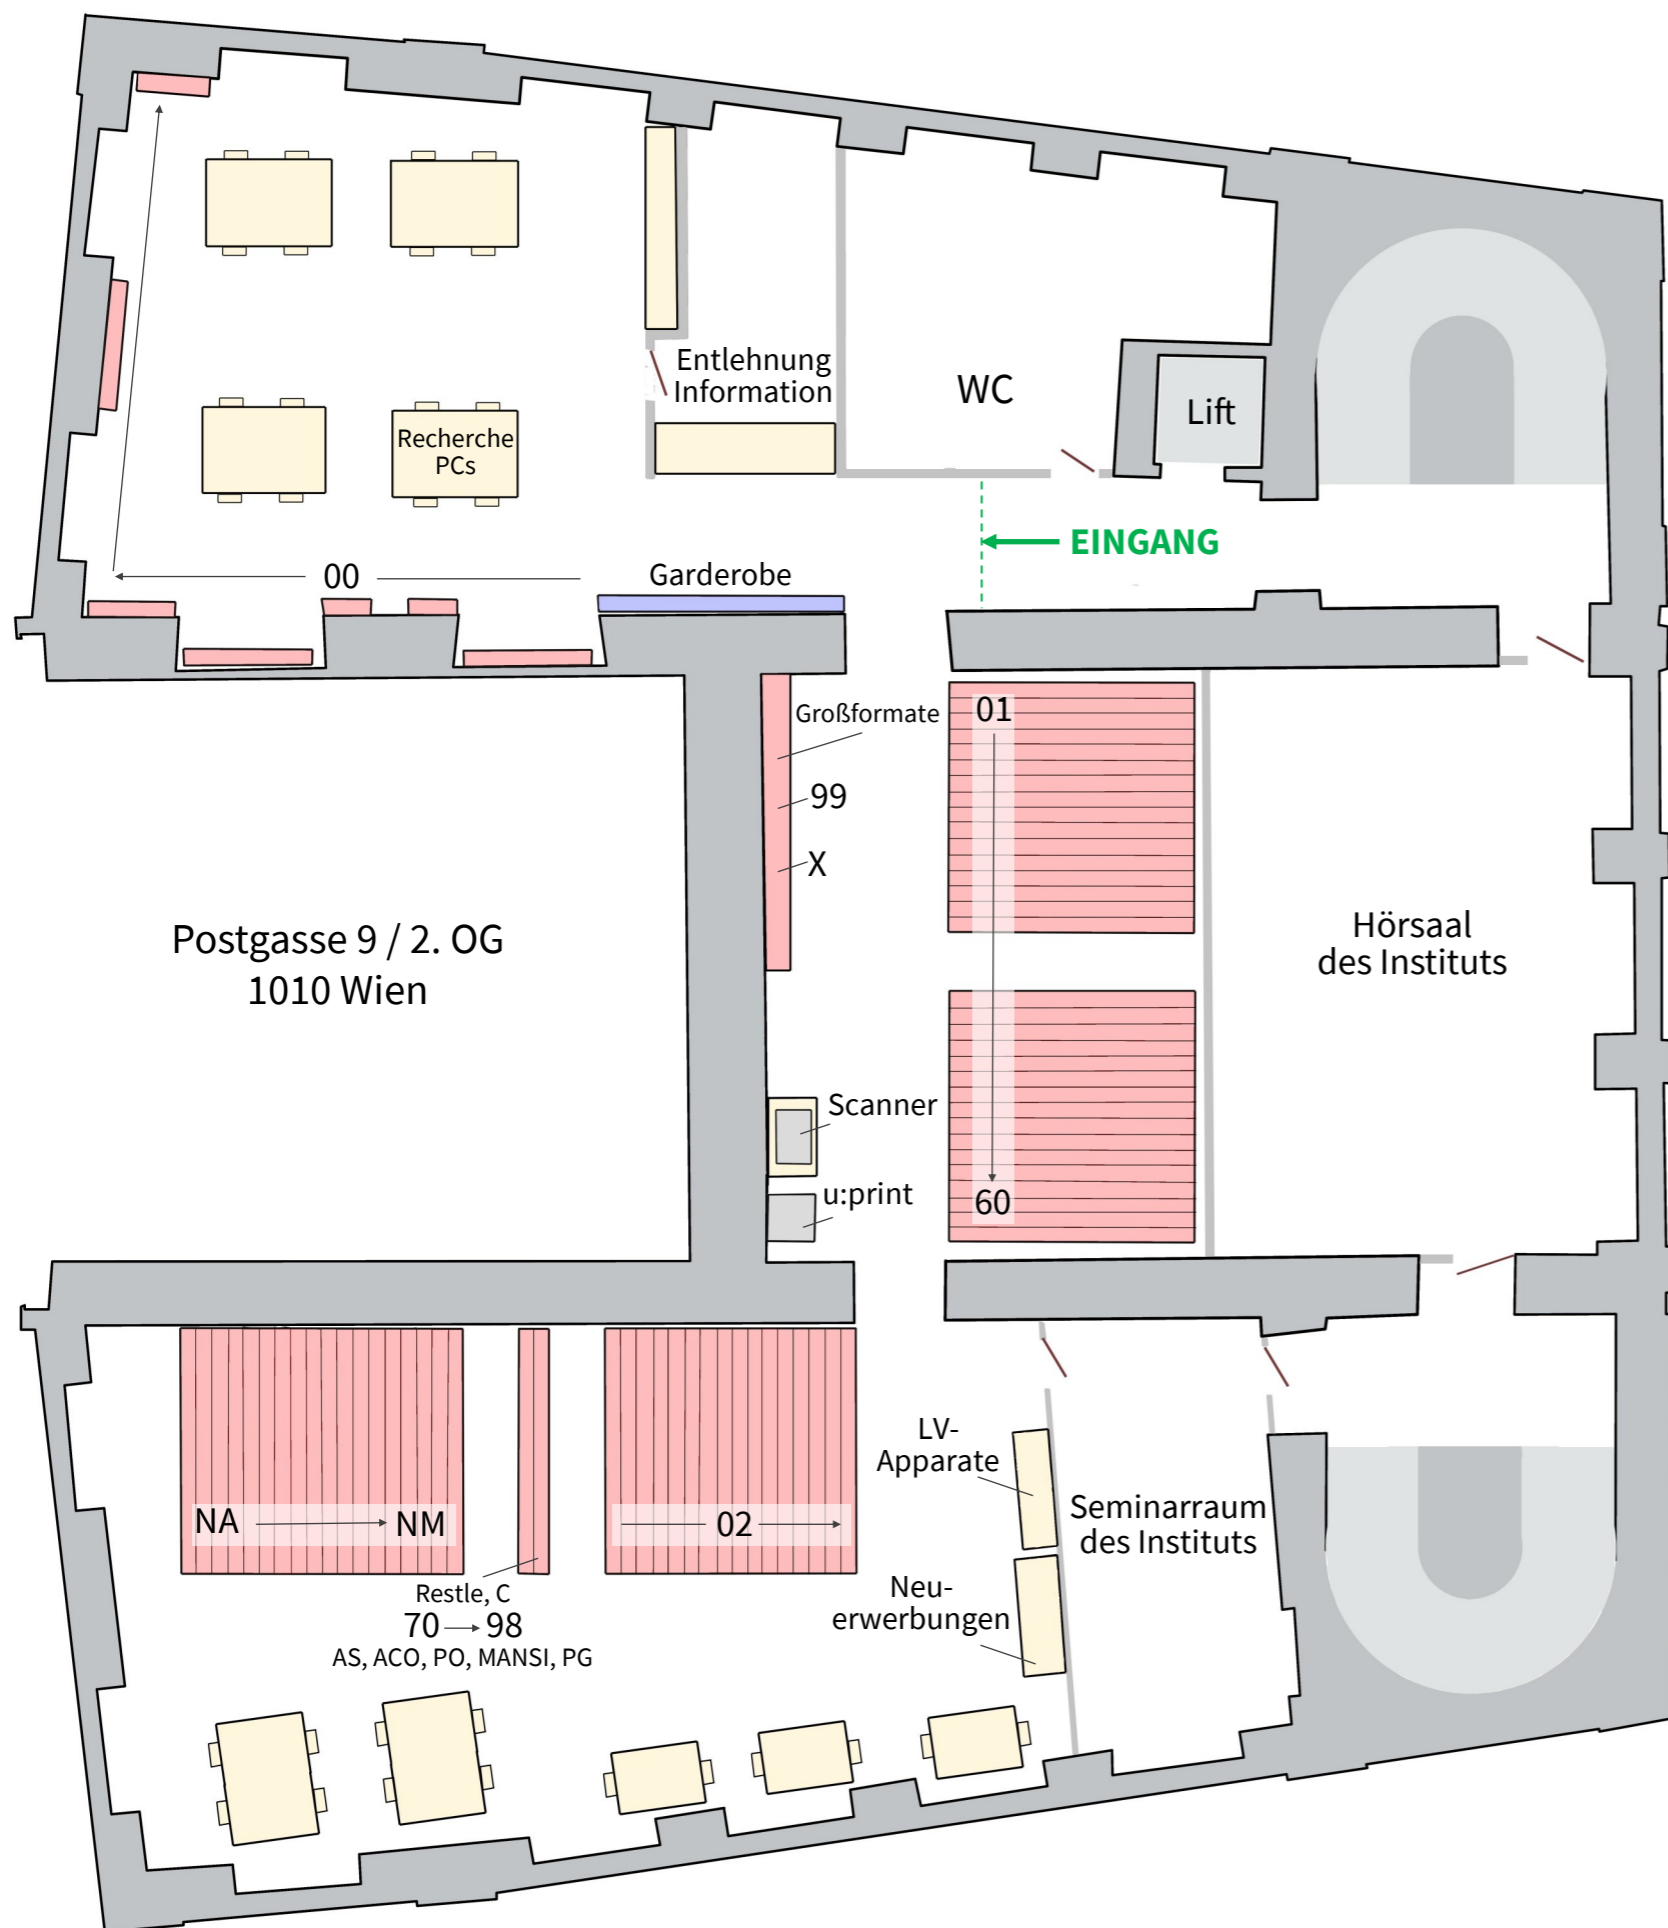 Entlehnung
Information
WC
Lift
Recherche
PCs
EINGANG
00
Garderobe
Großformate
01
99
X
Postgasse 9 / 2. OG
1010 Wien
Hörsaal
des Instituts
Scanner
u:print
60
LV-
Apparate
NA
NM
02
Seminarraum
des Instituts
Restle, C
70
98
AS, ACO, PO, MANSI, PG
Neu-
erwerbungen